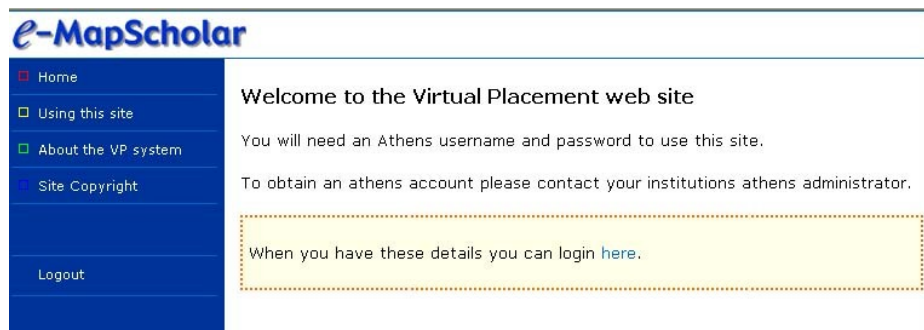 e-MapScholar
Home
Using this site
About the VP system
Site Copyright
Logout
Welcome to the Virtual Placement web site
You will need an Athens username and password to use this site.
To obtain an athens account please contact your institutions athens administrator.
When you have these details you can login here.